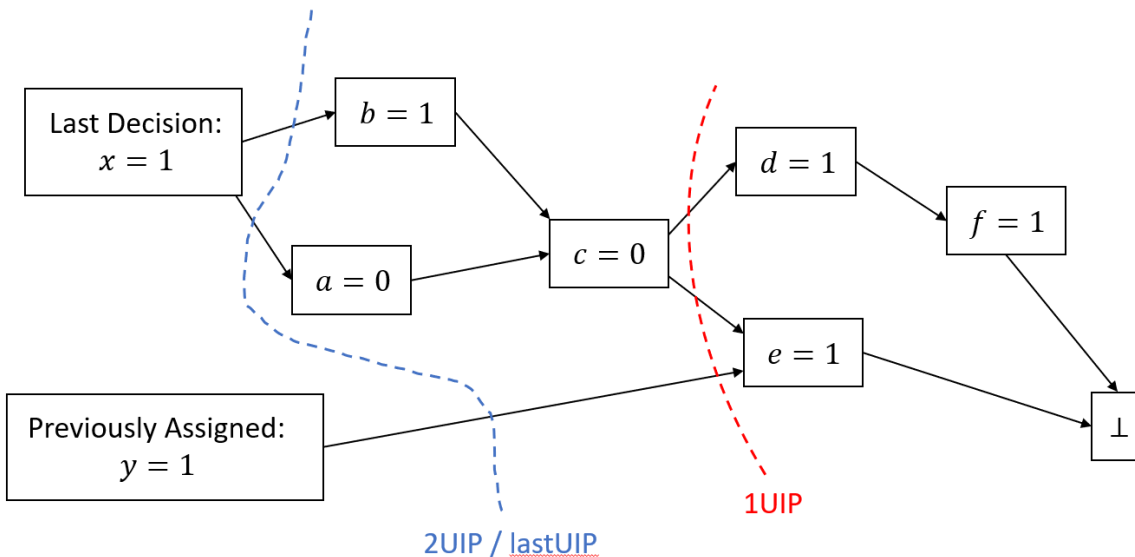 Last Decision:
x = 1
b = 1
a = 0
c = 0
d = 1
f = 1
e = 1
⊥
Previously Assigned:
y = 1
1UIP
2UIP / lastUIP